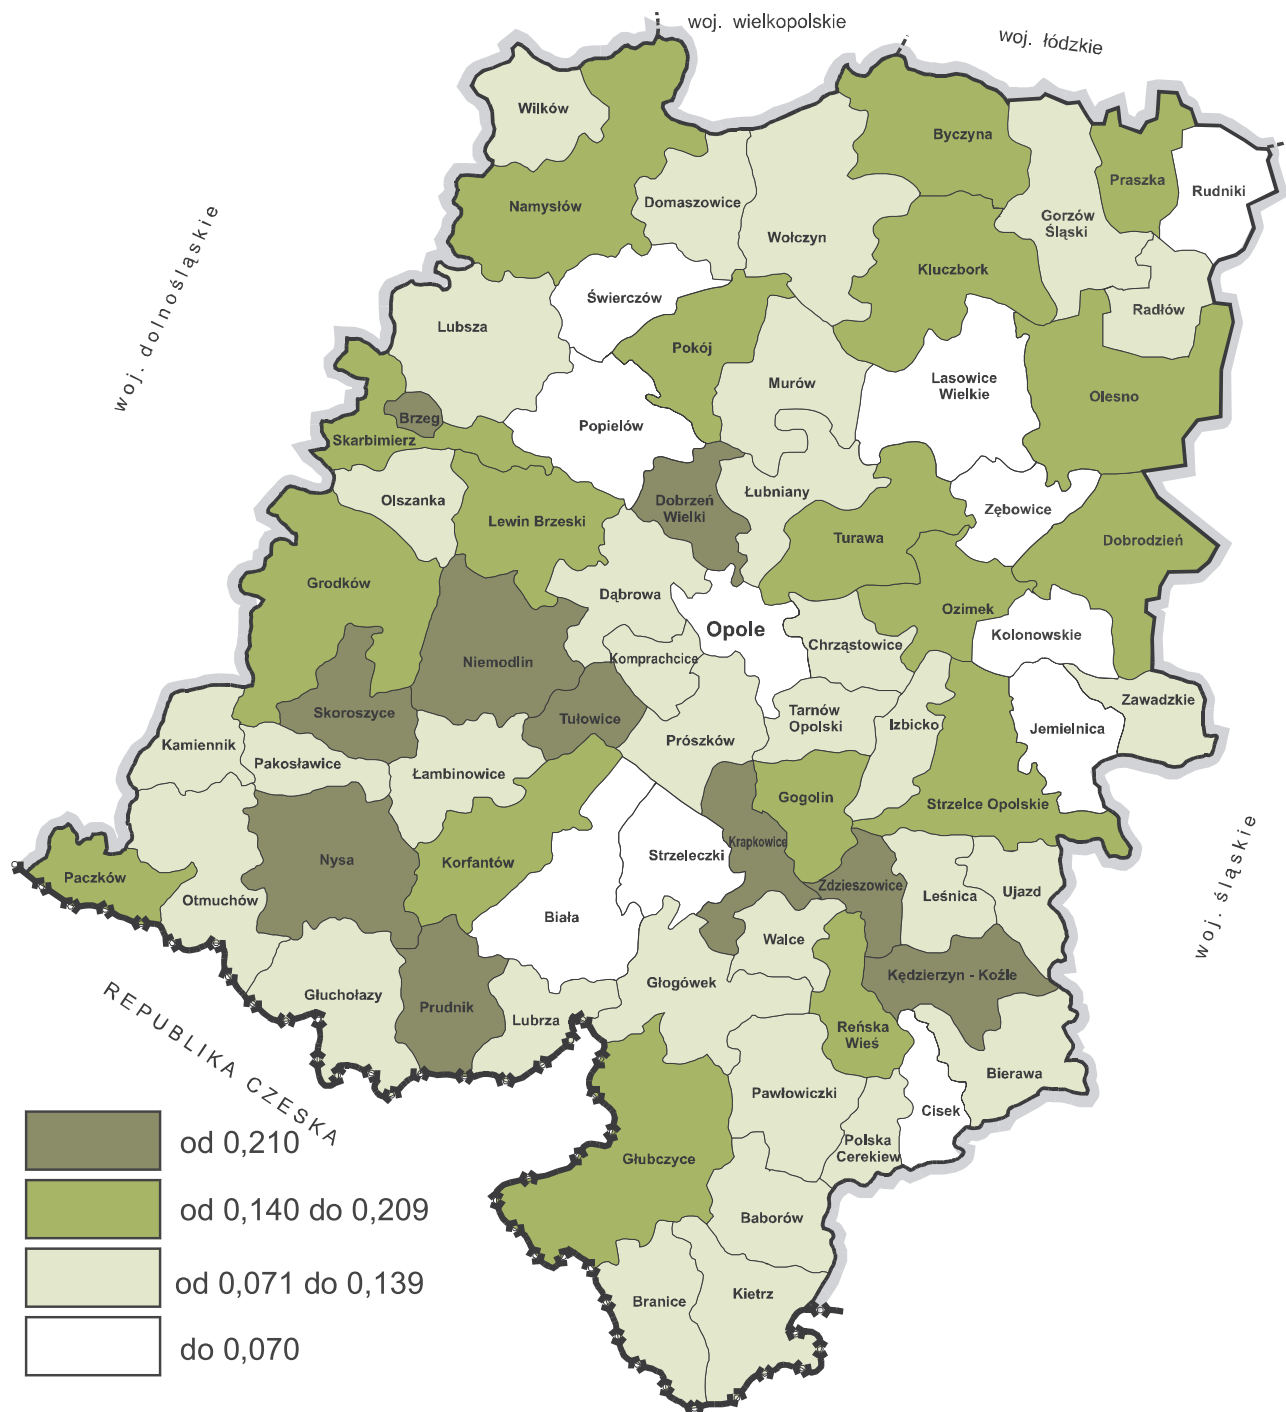 woj. wielkopolskie
woj. łódzkie
woj. dolnośląskie
woj. śląskie
REPUBLIKA CZESKA
Wilków
Namysłów
Domaszowice
Wołczyn
Byczyna
Gorzów
Śląski
Praszka
Rudniki
Kluczbork
Radłów
Świerczów
Lubsza
Pokój
Murów
Lasowice
Wielkie
Olesno
Brzeg
Skarbimierz
Popielów
Olszanka
Lewin Brzeski
Dobrzeń
Wielki
Łubniany
Turawa
Zębowice
Dobrodzień
Grodków
Dąbrowa
Opole
Ozimek
Kolonowskie
Niemodlin
Komprachcice
Chrząstowice
Skoroszyce
Tułowice
Prószków
Tarnów
Opolski
Izbicko
Jemielnica
Zawadzkie
Kamiennik
Pakosławice
Łambinowice
Gogolin
Strzelce Opolskie
Nysa
Korfantów
Strzeleczki
Krapkowice
Zdzieszowice
Leśnica
Ujazd
Paczków
Otmuchów
Biała
Walce
Kędzierzyn - Koźle
Głuchołazy
Prudnik
Lubrza
Głogówek
Reńska
Wieś
Bierawa
Pawłowiczki
Cisek
Polska
Cerekiew
Głubczyce
Baborów
Branice
Kietrz
od 0,210
od 0,140 do 0,209
od 0,071 do 0,139
do 0,070